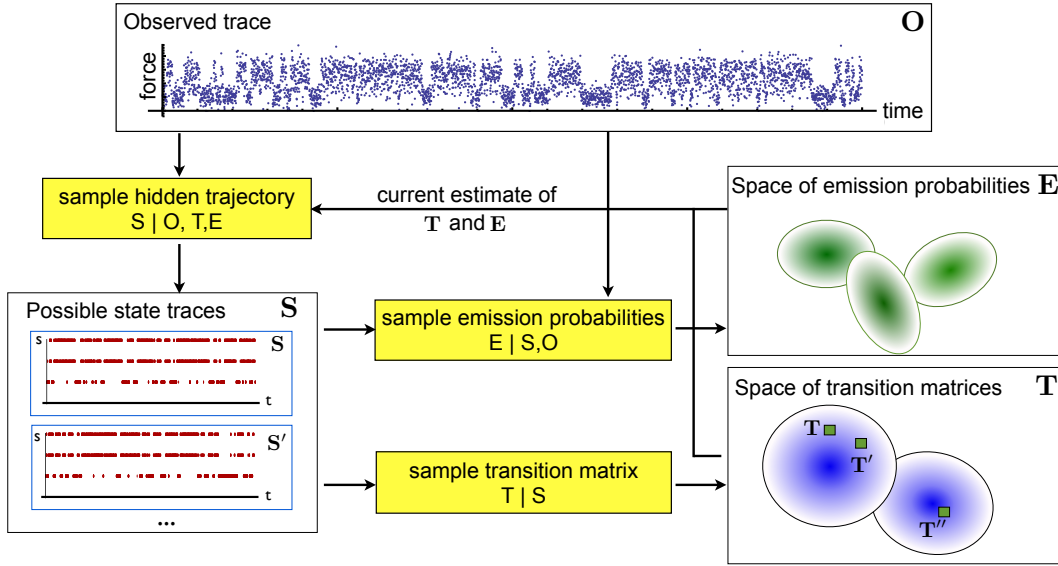 Observed trace
O
force
time
sample hidden trajectory
S | O, T,E
current estimate of
T and E
Space of emission probabilities E
Possible state traces S
s
S
t
s
S′
t
...
sample emission probabilities
E | S,O
sample transition matrix
T | S
Space of transition matrices T
T
T′
T′′